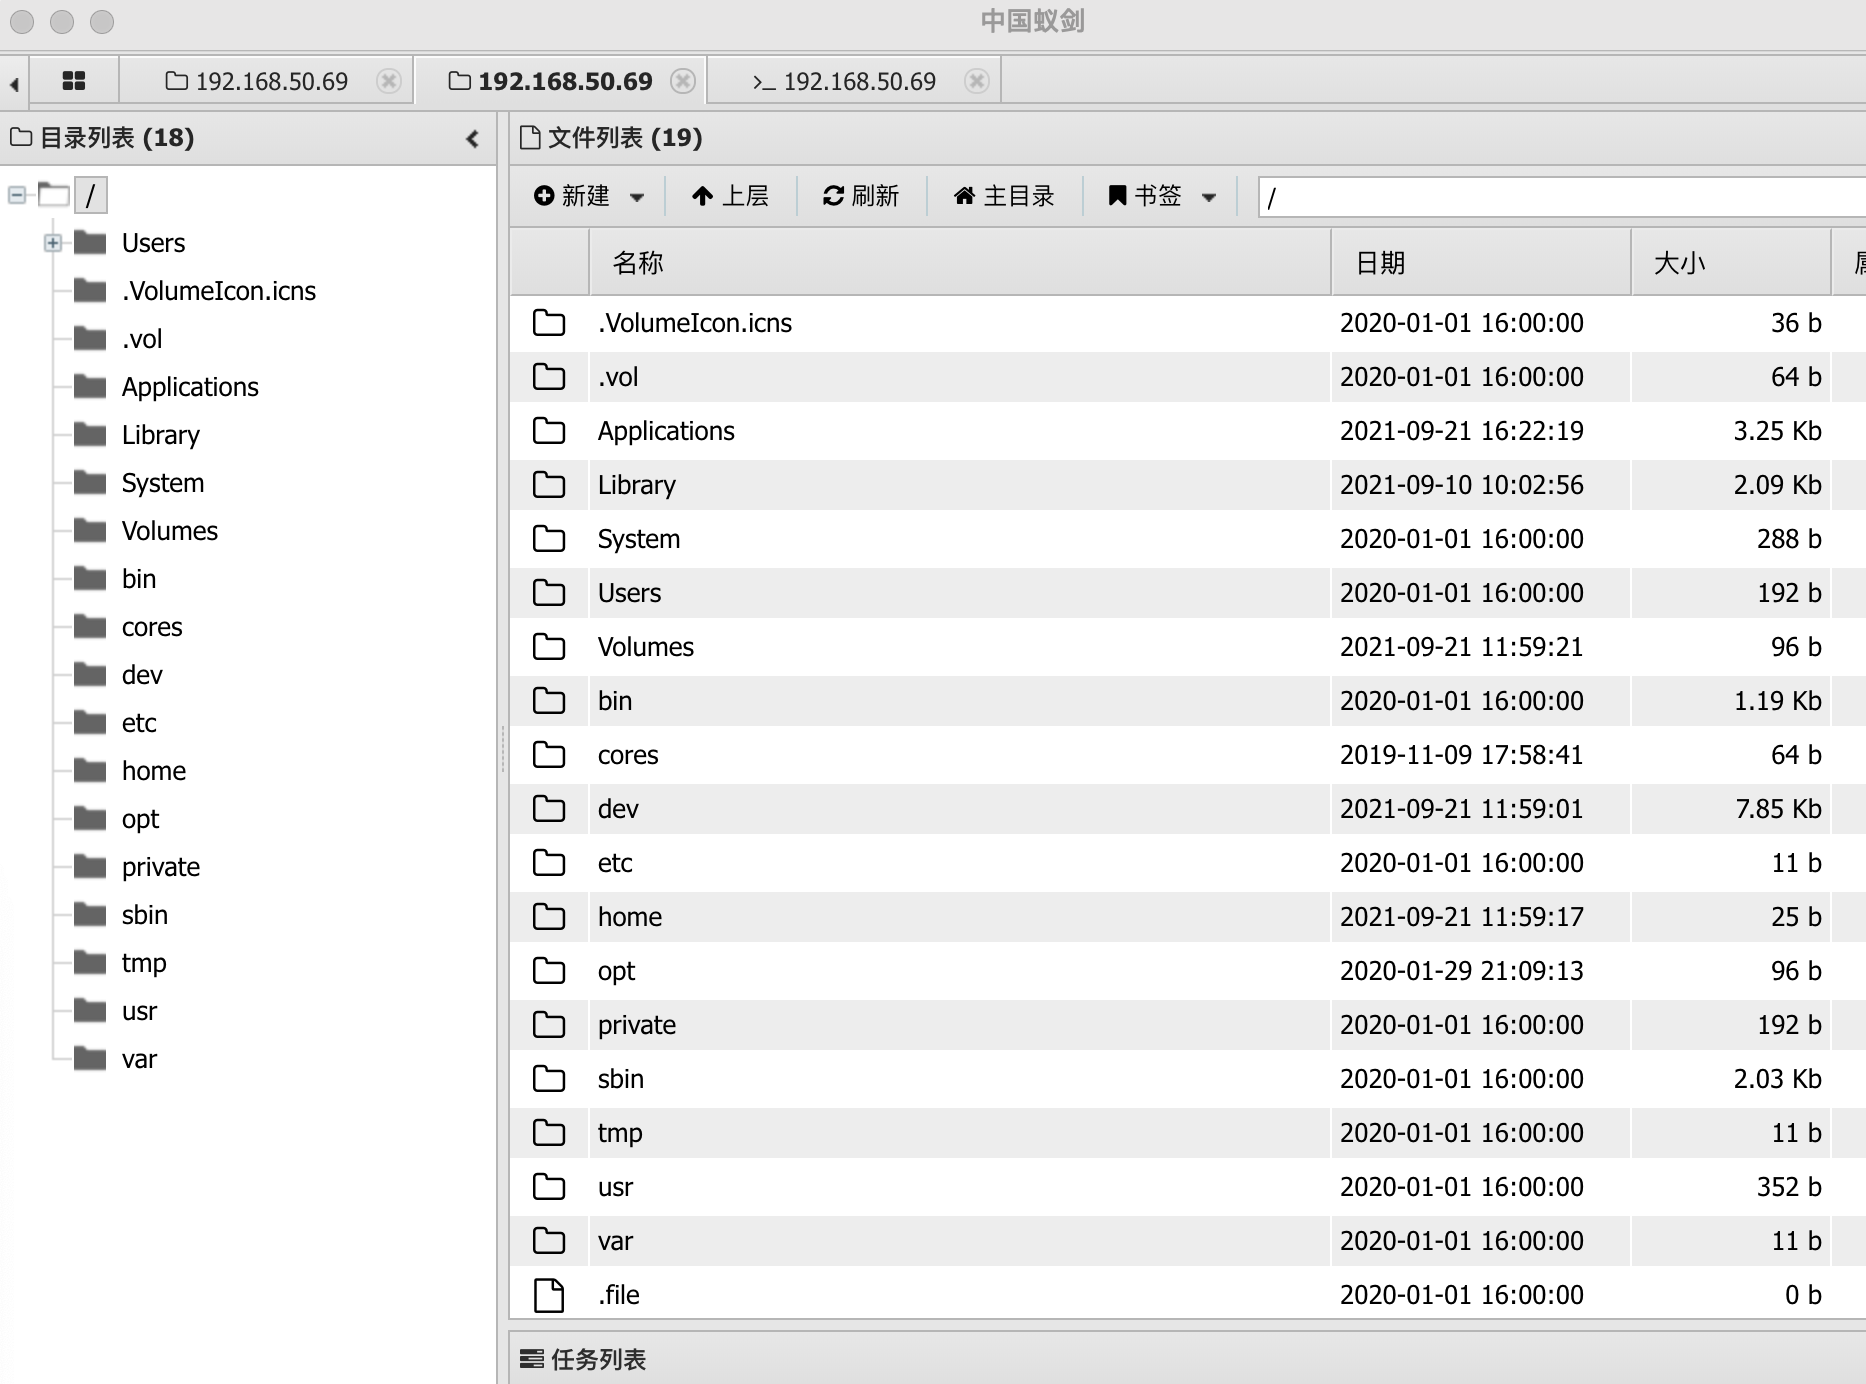 中国蚁剑
192.168.50.69 192.168.50.69 >_ 192.168.50.69
目录列表 (18)
/
Users
.VolumeIcon.icns
.vol
Applications
Library
System
Volumes
bin
cores
dev
etc
home
opt
private
sbin
tmp
usr
var
文件列表 (19)
新建 上层 刷新 主目录 书签 /
名称 日期 大小
.VolumeIcon.icns 2020-01-01 16:00:00 36 b
.vol 2020-01-01 16:00:00 64 b
Applications 2021-09-21 16:22:19 3.25 Kb
Library 2021-09-10 10:02:56 2.09 Kb
System 2020-01-01 16:00:00 288 b
Users 2020-01-01 16:00:00 192 b
Volumes 2021-09-21 11:59:21 96 b
bin 2020-01-01 16:00:00 1.19 Kb
cores 2019-11-09 17:58:41 64 b
dev 2021-09-21 11:59:01 7.85 Kb
etc 2020-01-01 16:00:00 11 b
home 2021-09-21 11:59:17 25 b
opt 2020-01-29 21:09:13 96 b
private 2020-01-01 16:00:00 192 b
sbin 2020-01-01 16:00:00 2.03 Kb
tmp 2020-01-01 16:00:00 11 b
usr 2020-01-01 16:00:00 352 b
var 2020-01-01 16:00:00 11 b
.file 2020-01-01 16:00:00 0 b
任务列表